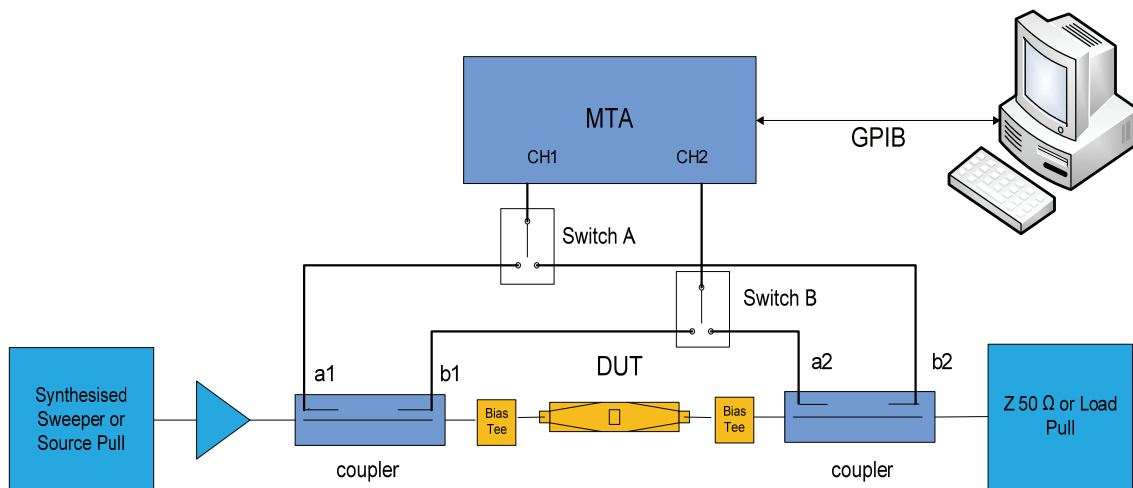 MTA
CH1
CH2
GPIB
Switch A
Switch B
a1
b1
DUT
a2
b2
Synthesised
Sweeper or
Source Pull
Bias
Tee
Bias
Tee
Z 50 Ω or Load
Pull
coupler
coupler